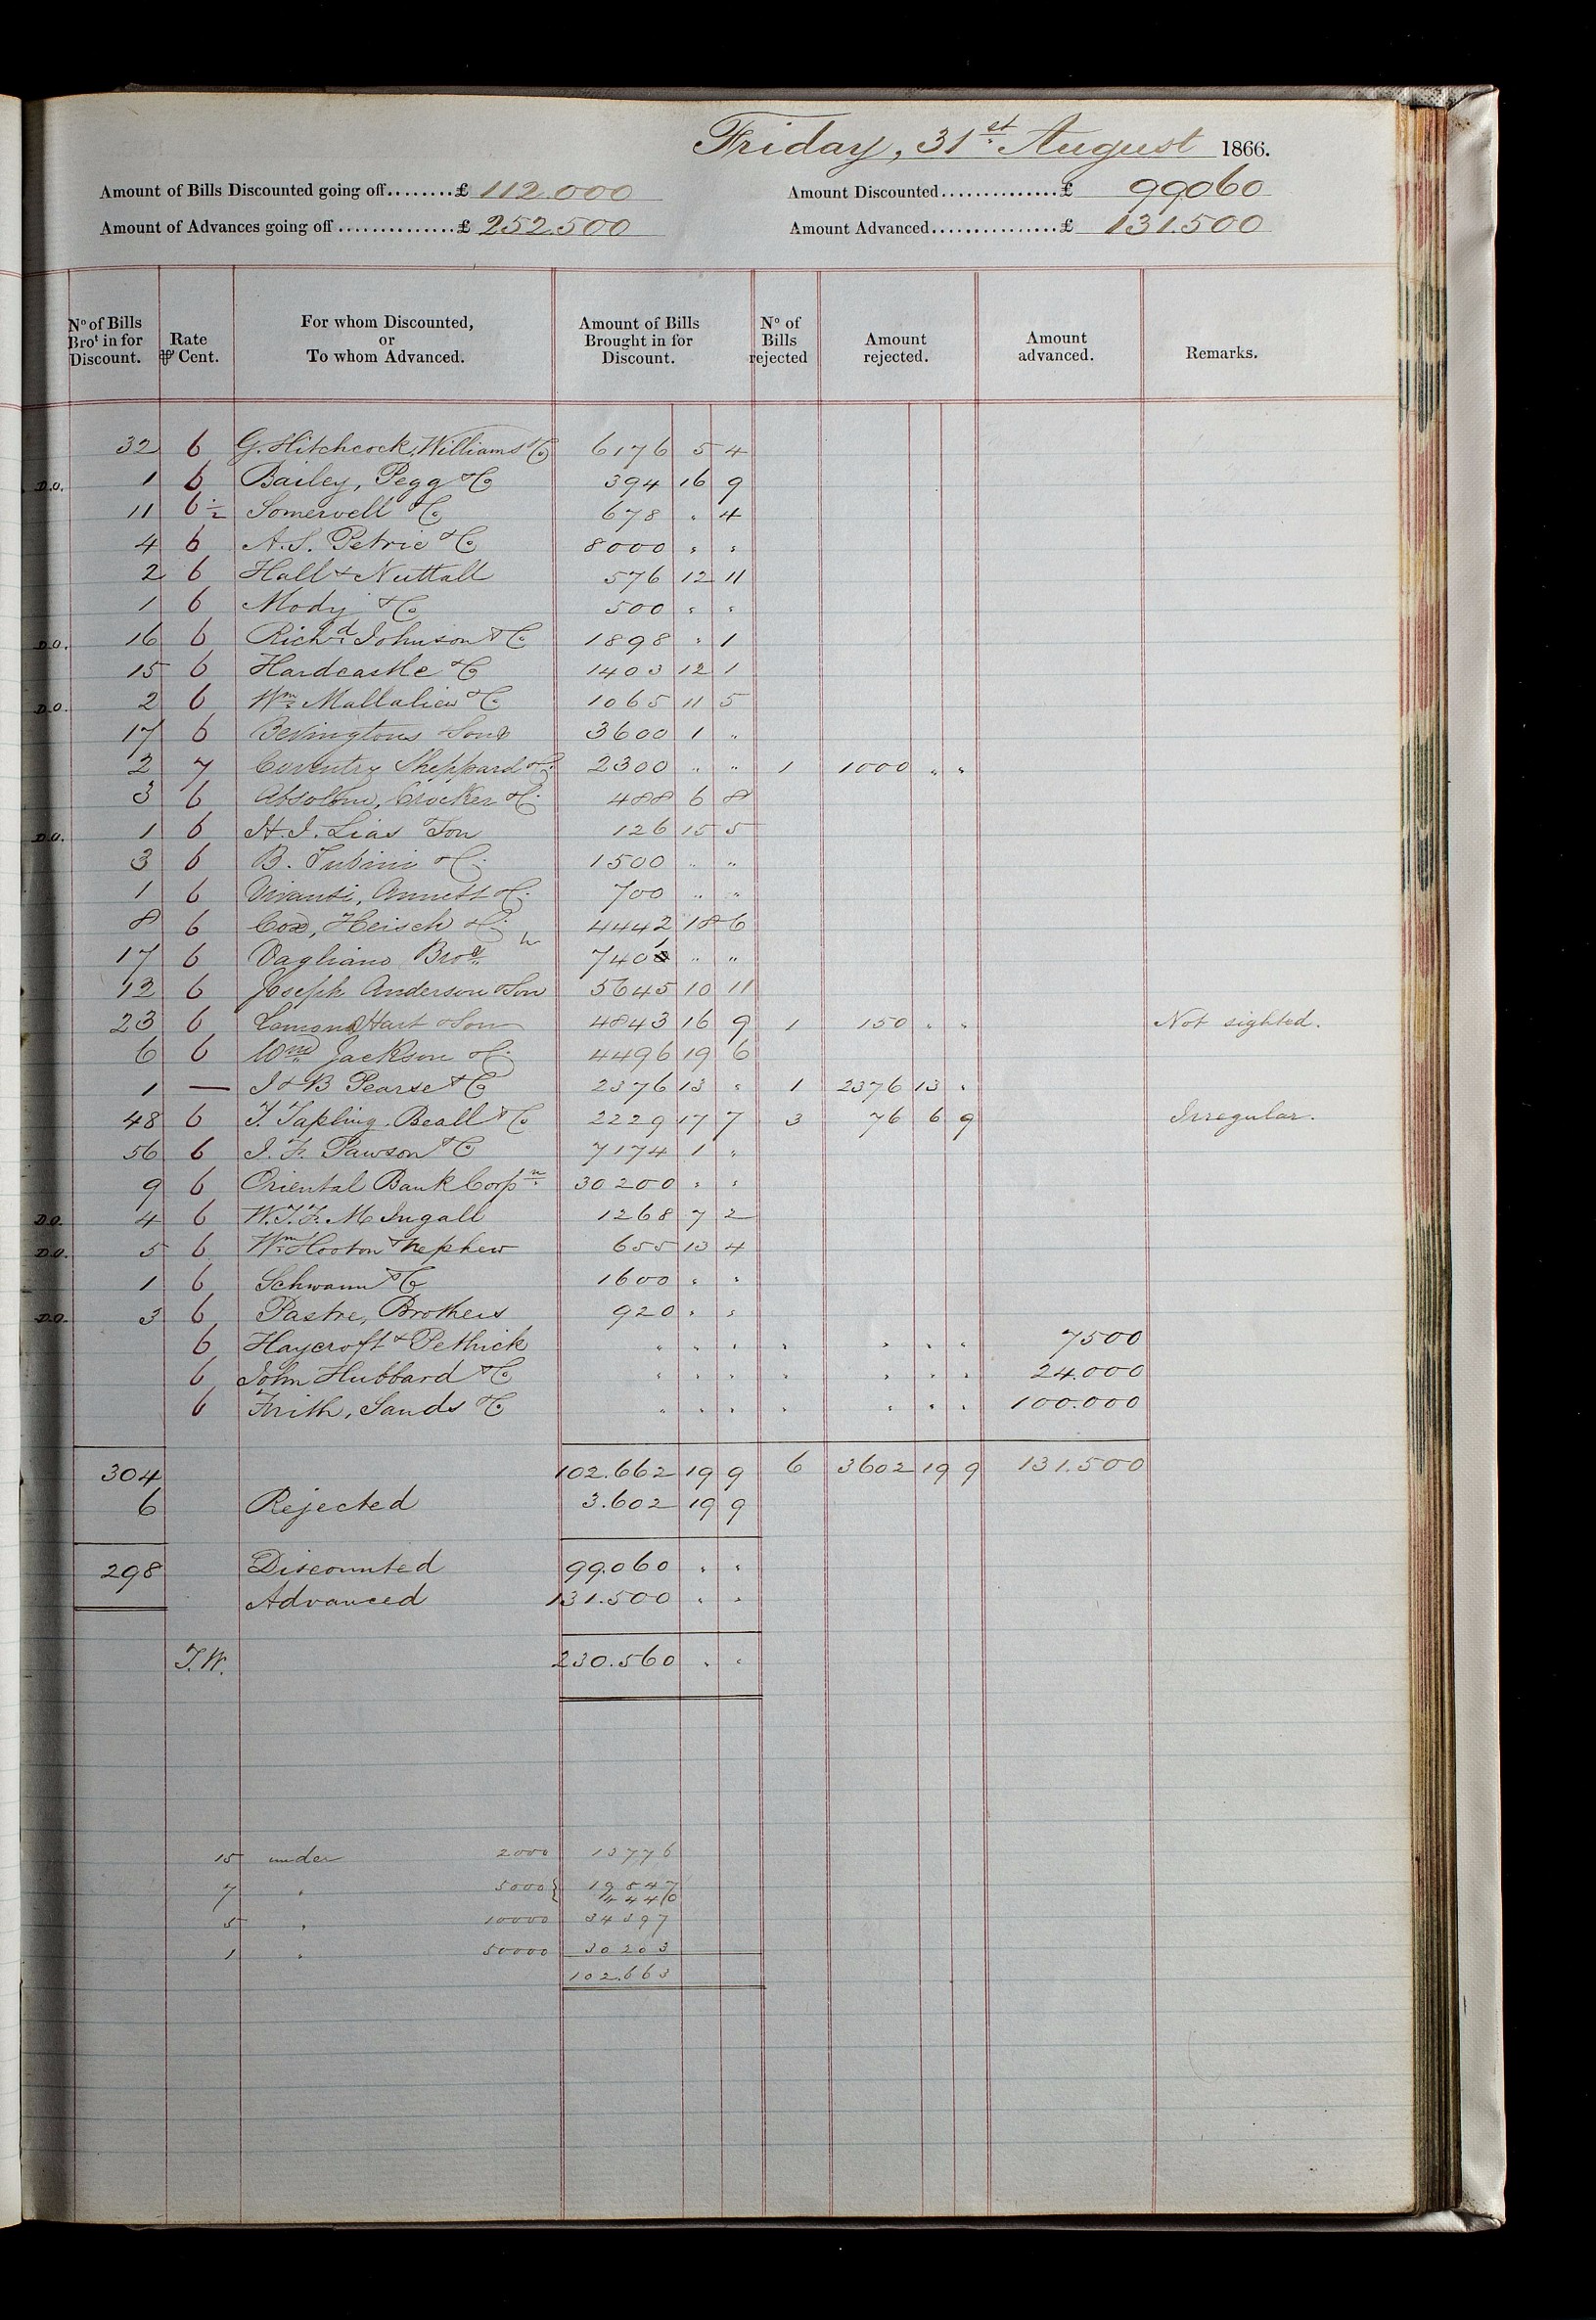 Friday, 31st August 1866.
Amount of Bills Discounted going off........£ 112.000 Amount Discounted..............£ 99060
Amount of Advances going off...............£ 252.500 Amount Advanced...............£ 131.500
No of Bills Brot in for Discount. Rate ⅌ Cent. For whom Discounted, or To whom Advanced. Amount of Bills Brought in for Discount. No of Bills rejected Amount rejected. Amount advanced. Remarks.
32 6 G. Hitchcock, Williams & Co 6176 5 4
D.O. 1 6 Bailey, Pegg & Co 394 16 9
11 6½ Somervell & Co 678 " 4
4 6 A.S. Petrie & Co 8000 " "
2 6 Hall & Nuttall 576 12 11
1 6 Mody & Co 500 " "
D.O. 16 6 Richd Johnson & Co 1898 " 1
15 6 Hardcastle & Co 1403 12 1
D.O. 2 6 Wm Mallalieu & Co 1065 11 5
17 6 Bevingtons & Sons 3600 1 "
2 7 Coventry Sheppard & Co 2300 " " 1 1000 " "
3 6 Absolom, Crocker & Co 488 6 8
D.O. 1 6 H.I. Lias & Son 126 15 5
3 6 B. Tubini & Co 1500 " "
1 6 Vivanti, Annett & Co 700 " "
8 6 Cox, Heisch & Co 4442 18 6
17 6 Vagliano Bros 7401 " "
12 6 Joseph Anderson & Son 5645 10 11
23 6 Lemon Hart & Son 4843 16 9 1 150 " " Not sighted.
6 6 Wm Jackson & Co 4496 19 6
1 — I & B Pearse & Co 2376 13 " 1 2376 13 "
48 6 T. Tapling, Beall & Co 2229 17 7 3 76 6 9 Irregular.
56 6 J. F. Pawson & Co 7174 1 "
9 6 Oriental Bank Corpn 30200 " "
D.O. 4 6 W.T.F.M. Ingall 1268 7 2
D.O. 5 6 Wm Hooton & Nephew 655 13 4
1 6 Schwann & Co 1600 " "
D.O. 3 6 Pastre, Brothers 920 " "
6 Haycroft & Pethick " " " " " " " 7500
6 John Hubbard & Co " " " " " " " 24.000
6 Frith, Sands & Co " " " " " " " 100.000
304 102.662 19 9 6 3602 19 9 131.500
6 Rejected 3.602 19 9
298 Discounted 99.060 " "
Advanced 131.500 " "
T.W. 230.560 " "
15 under 2000 13776
7 " 5000 { 19847
4440
5 " 10000 34397
1 " 50000 30203
102.663